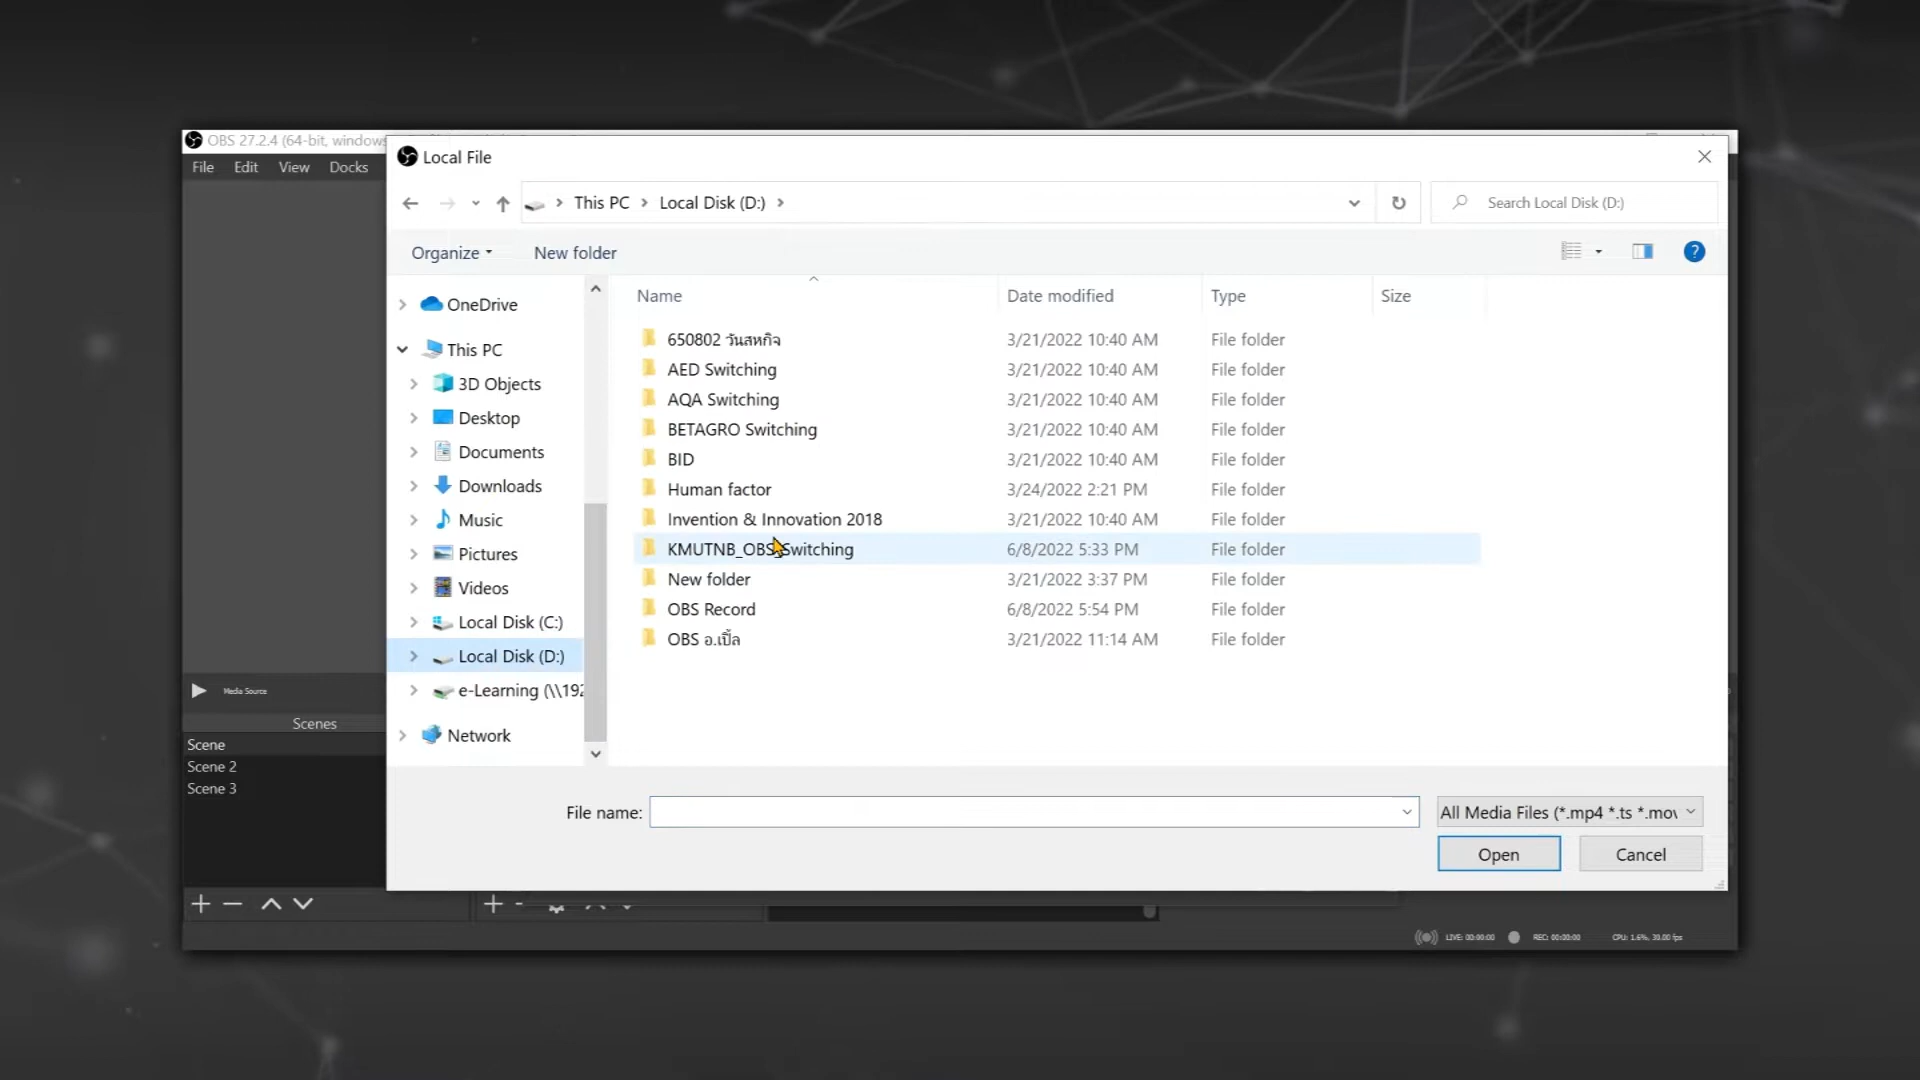 OBS 27.2.4 (64-bit, windows
File Edit View Docks
Local File
This PC Local Disk (D:)
Search Local Disk (D:)
Organize New folder
Name Date modified Type Size
OneDrive
This PC
3D Objects
Desktop
Documents
Downloads
Music
Pictures
Videos
Local Disk (C:)
Local Disk (D:)
e-Learning (\\192
Network
650802 วันสหกิจ 3/21/2022 10:40 AM File folder
AED Switching 3/21/2022 10:40 AM File folder
AQA Switching 3/21/2022 10:40 AM File folder
BETAGRO Switching 3/21/2022 10:40 AM File folder
BID 3/21/2022 10:40 AM File folder
Human factor 3/24/2022 2:21 PM File folder
Invention & Innovation 2018 3/21/2022 10:40 AM File folder
KMUTNB_OBS_Switching 6/8/2022 5:33 PM File folder
New folder 3/21/2022 3:37 PM File folder
OBS Record 6/8/2022 5:54 PM File folder
OBS อ.เปิ้ล 3/21/2022 11:14 AM File folder
File name:
All Media Files (*.mp4 *.ts *.mov
Open Cancel
Media Source
Scenes
Scene
Scene 2
Scene 3
LIVE: 00:00:00 REC: 00:00:00 CPU: 1.6%, 30.00 fps